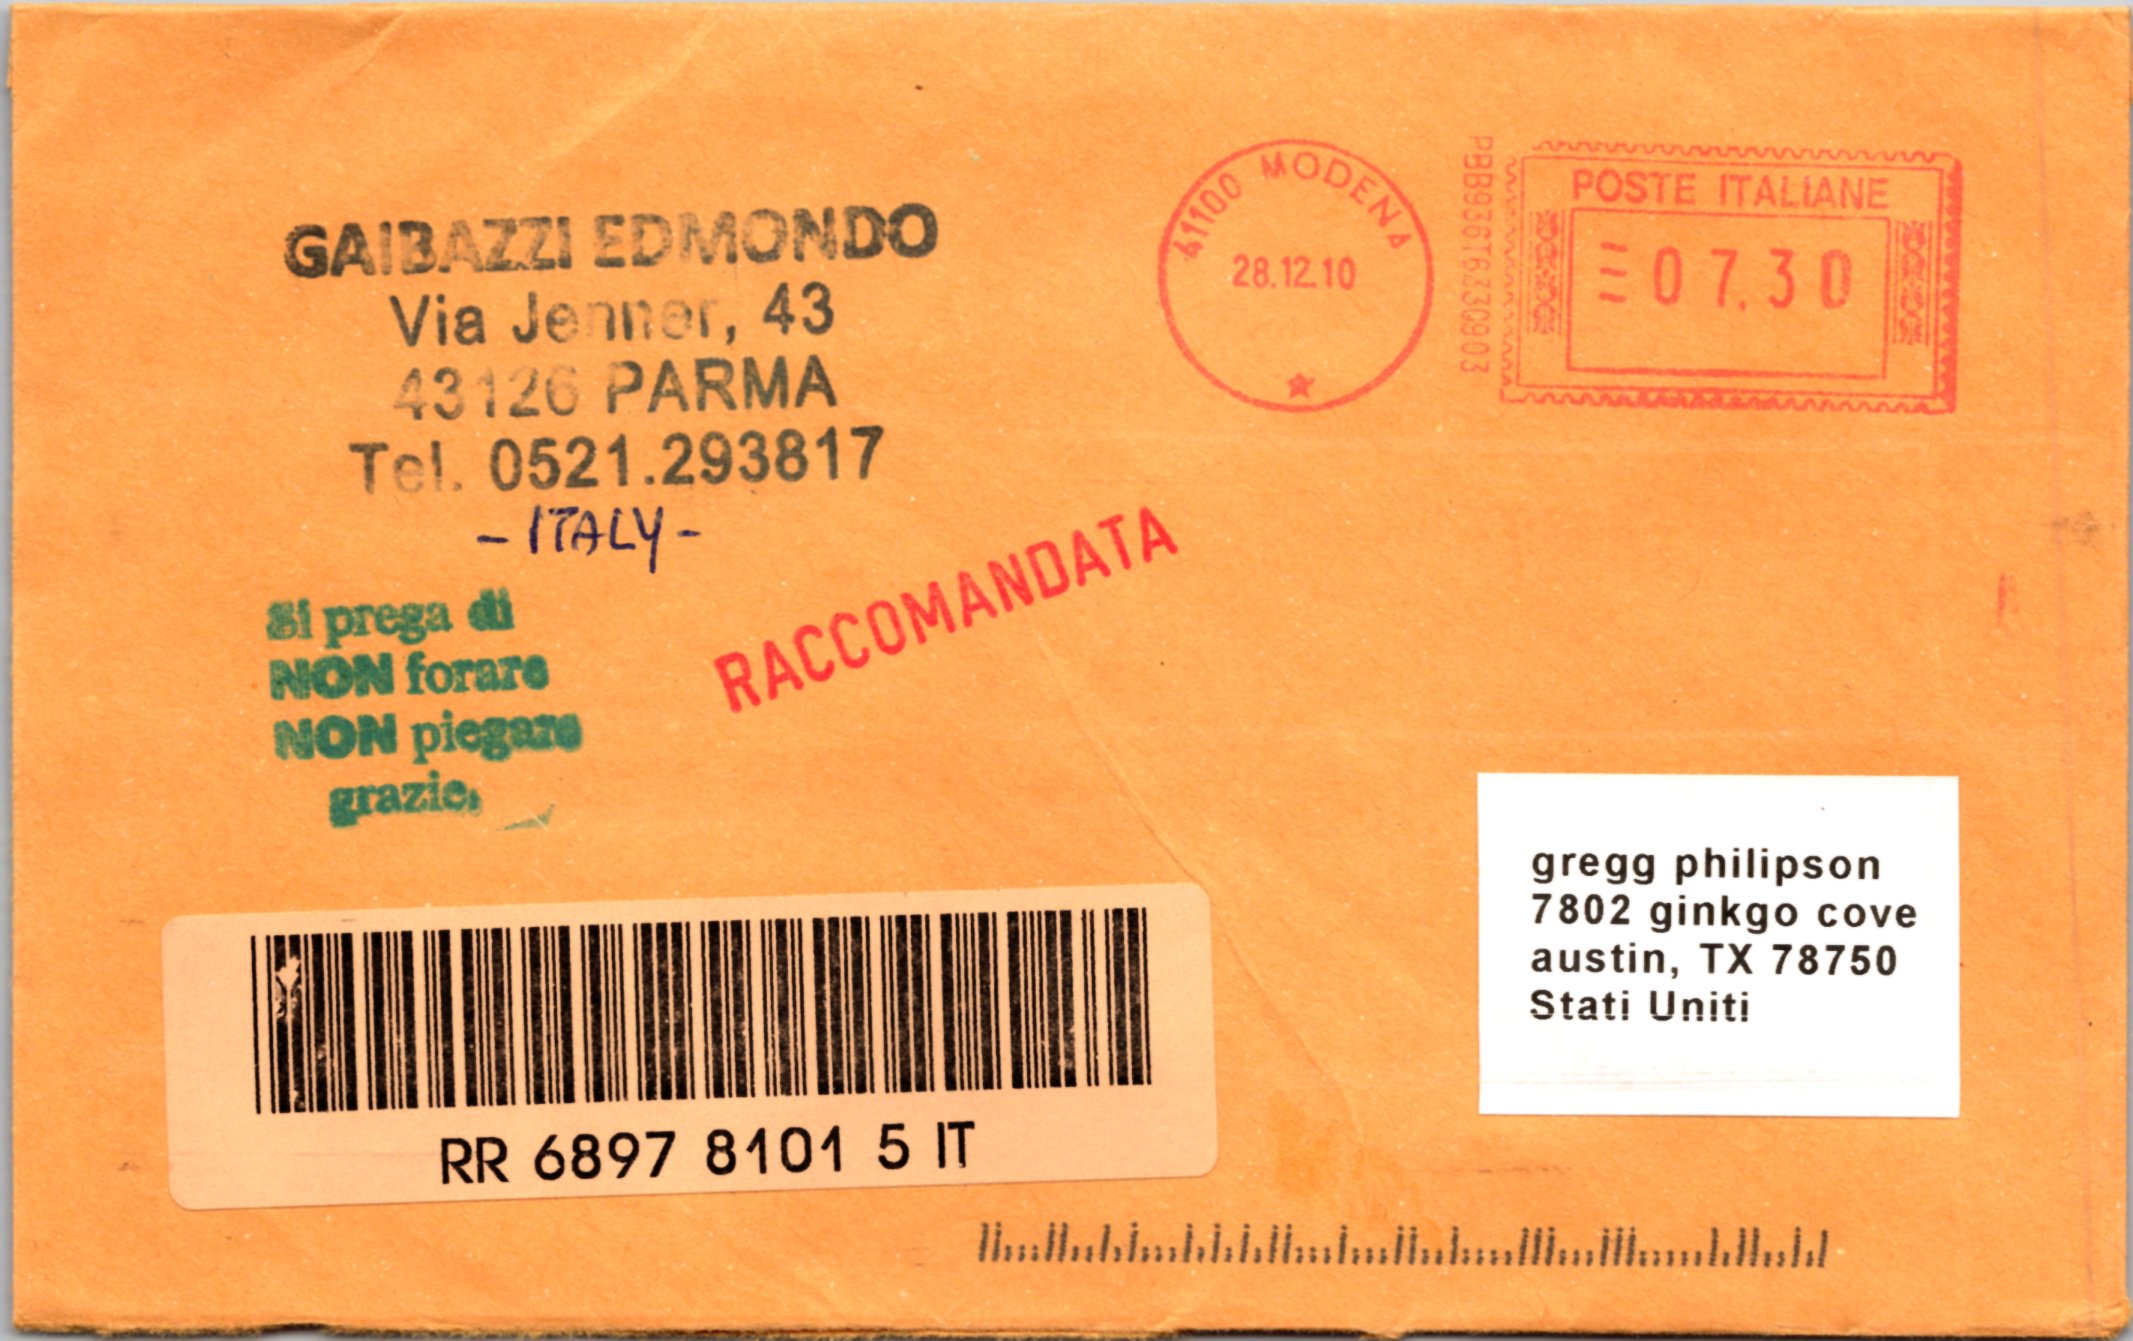 GAIBAZZI EDMONDO
Via Jenner, 43
43126 PARMA
Tel. 0521.293817
- ITALY -
Si prega di
NON forare
NON piegare
grazie.
RACCOMANDATA
41100 MODENA
28.12.10
PBB936T6330903
POSTE ITALIANE
07.30
gregg philipson
7802 ginkgo cove
austin, TX 78750
Stati Uniti
RR 6897 8101 5 IT